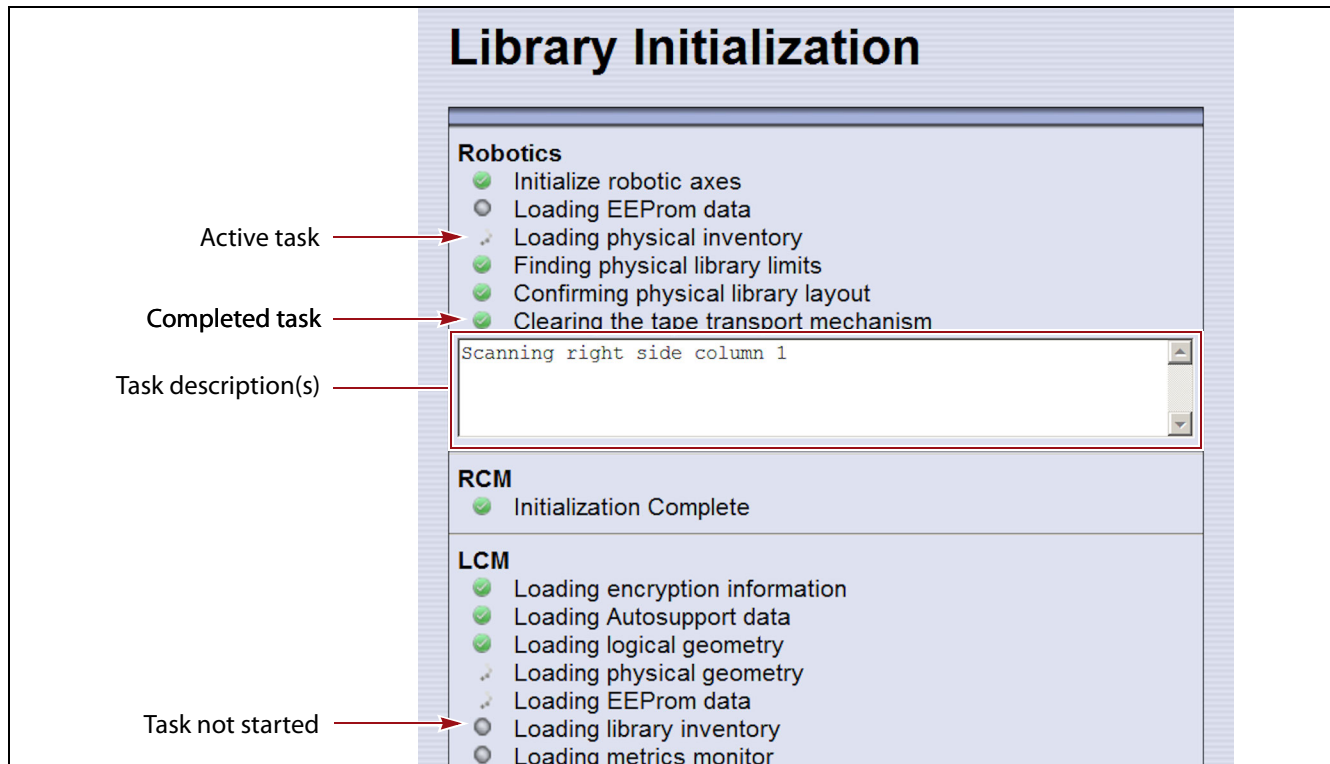 Library Initialization
Robotics
Initialize robotic axes
Loading EEProm data
Active task
Loading physical inventory
Finding physical library limits
Confirming physical library layout
Completed task
Clearing the tape transport mechanism
Scanning right side column 1
Task description(s)
RCM
Initialization Complete
LCM
Loading encryption information
Loading Autosupport data
Loading logical geometry
Loading physical geometry
Loading EEProm data
Task not started
Loading library inventory
Loading metrics monitor